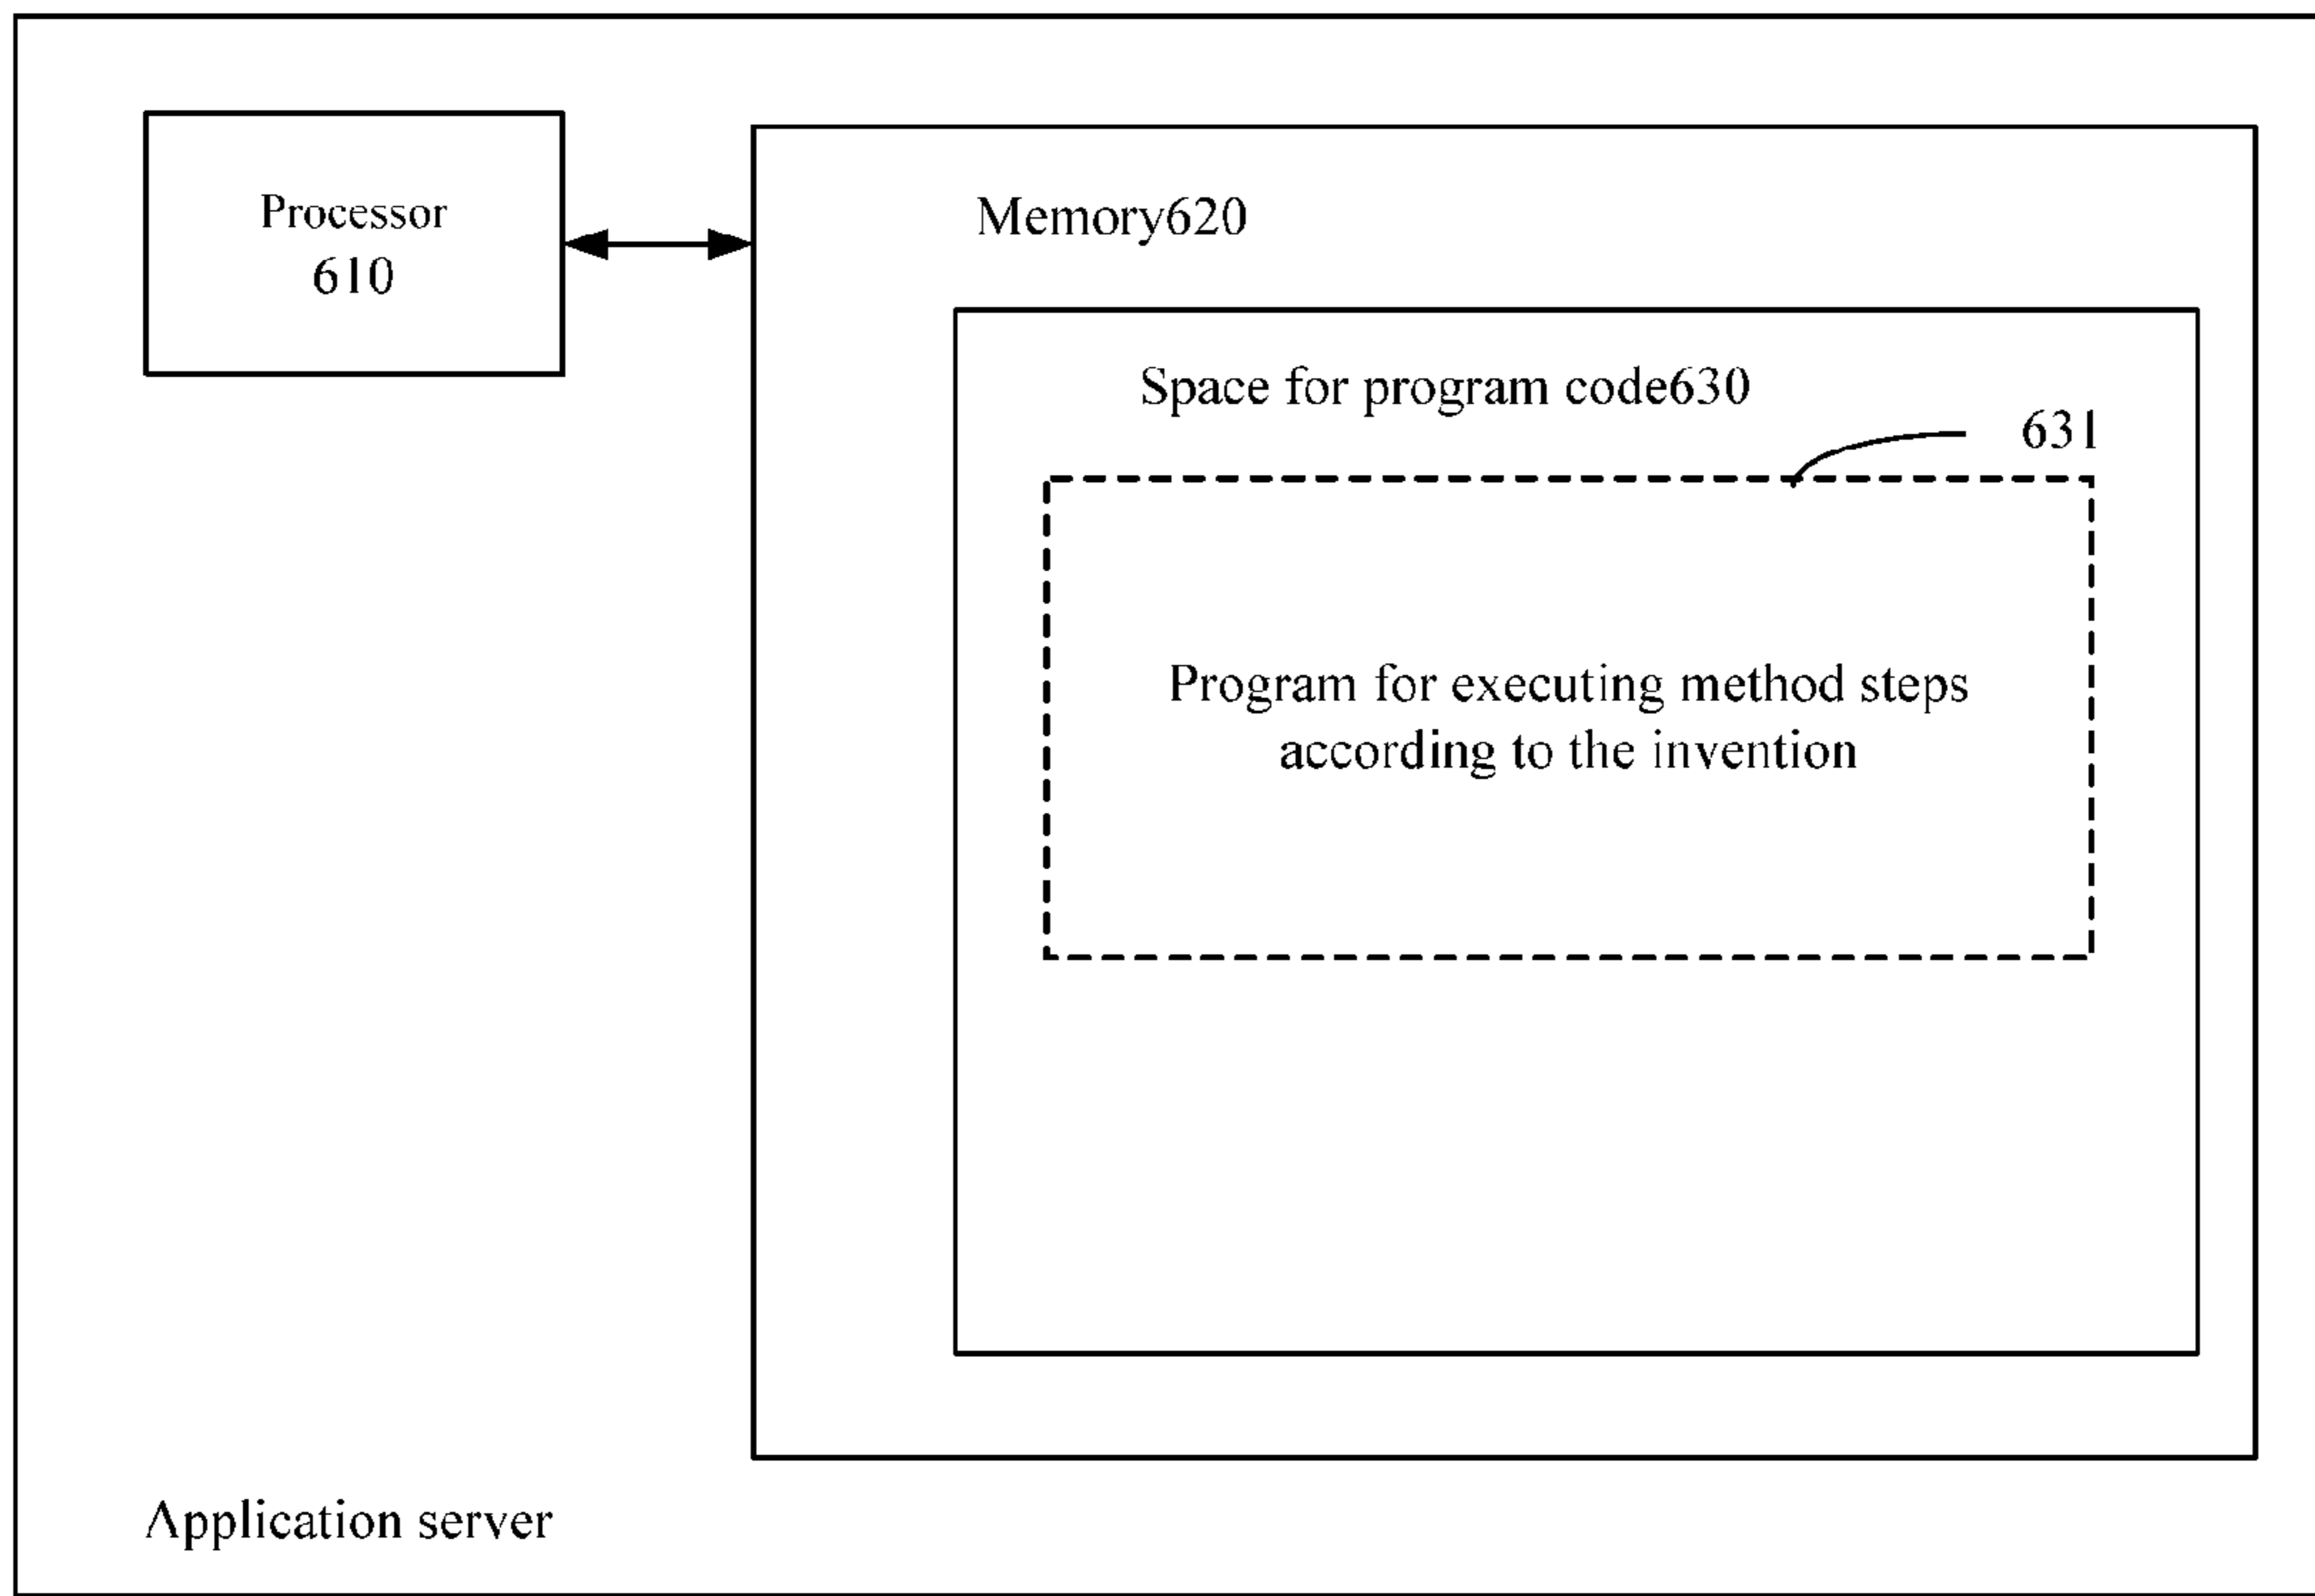 Processor
610
Memory620
Space for program code630
631
Program for executing method steps
according to the invention
Application server